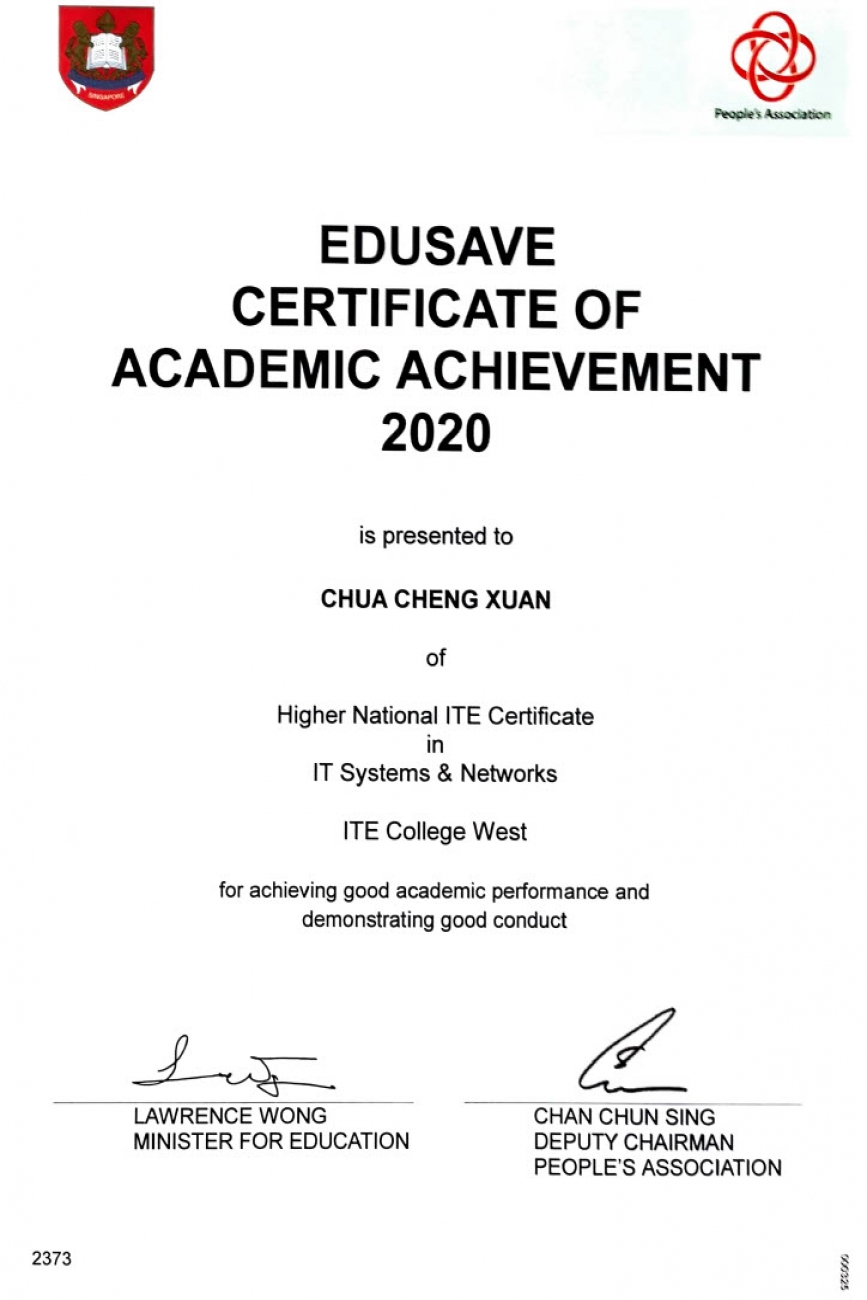 SINGAPORE
People's Association
EDUSAVE
CERTIFICATE OF
ACADEMIC ACHIEVEMENT
2020
is presented to
CHUA CHENG XUAN
of
Higher National ITE Certificate
in
IT Systems & Networks
ITE College West
for achieving good academic performance and
demonstrating good conduct
LAWRENCE WONG
MINISTER FOR EDUCATION
CHAN CHUN SING
DEPUTY CHAIRMAN
PEOPLE'S ASSOCIATION
2373
000325